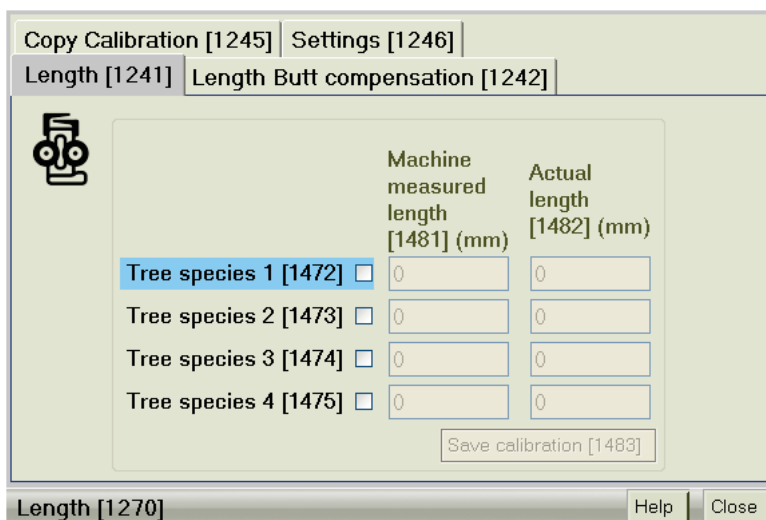 Copy Calibration [1245] Settings [1246]
Length [1241] Length Butt compensation [1242]
Machine
measured
length
[1481] (mm)
Actual
length
[1482] (mm)
Tree species 1 [1472] 0 0
Tree species 2 [1473] 0 0
Tree species 3 [1474] 0 0
Tree species 4 [1475] 0 0
Save calibration [1483]
Length [1270] Help Close